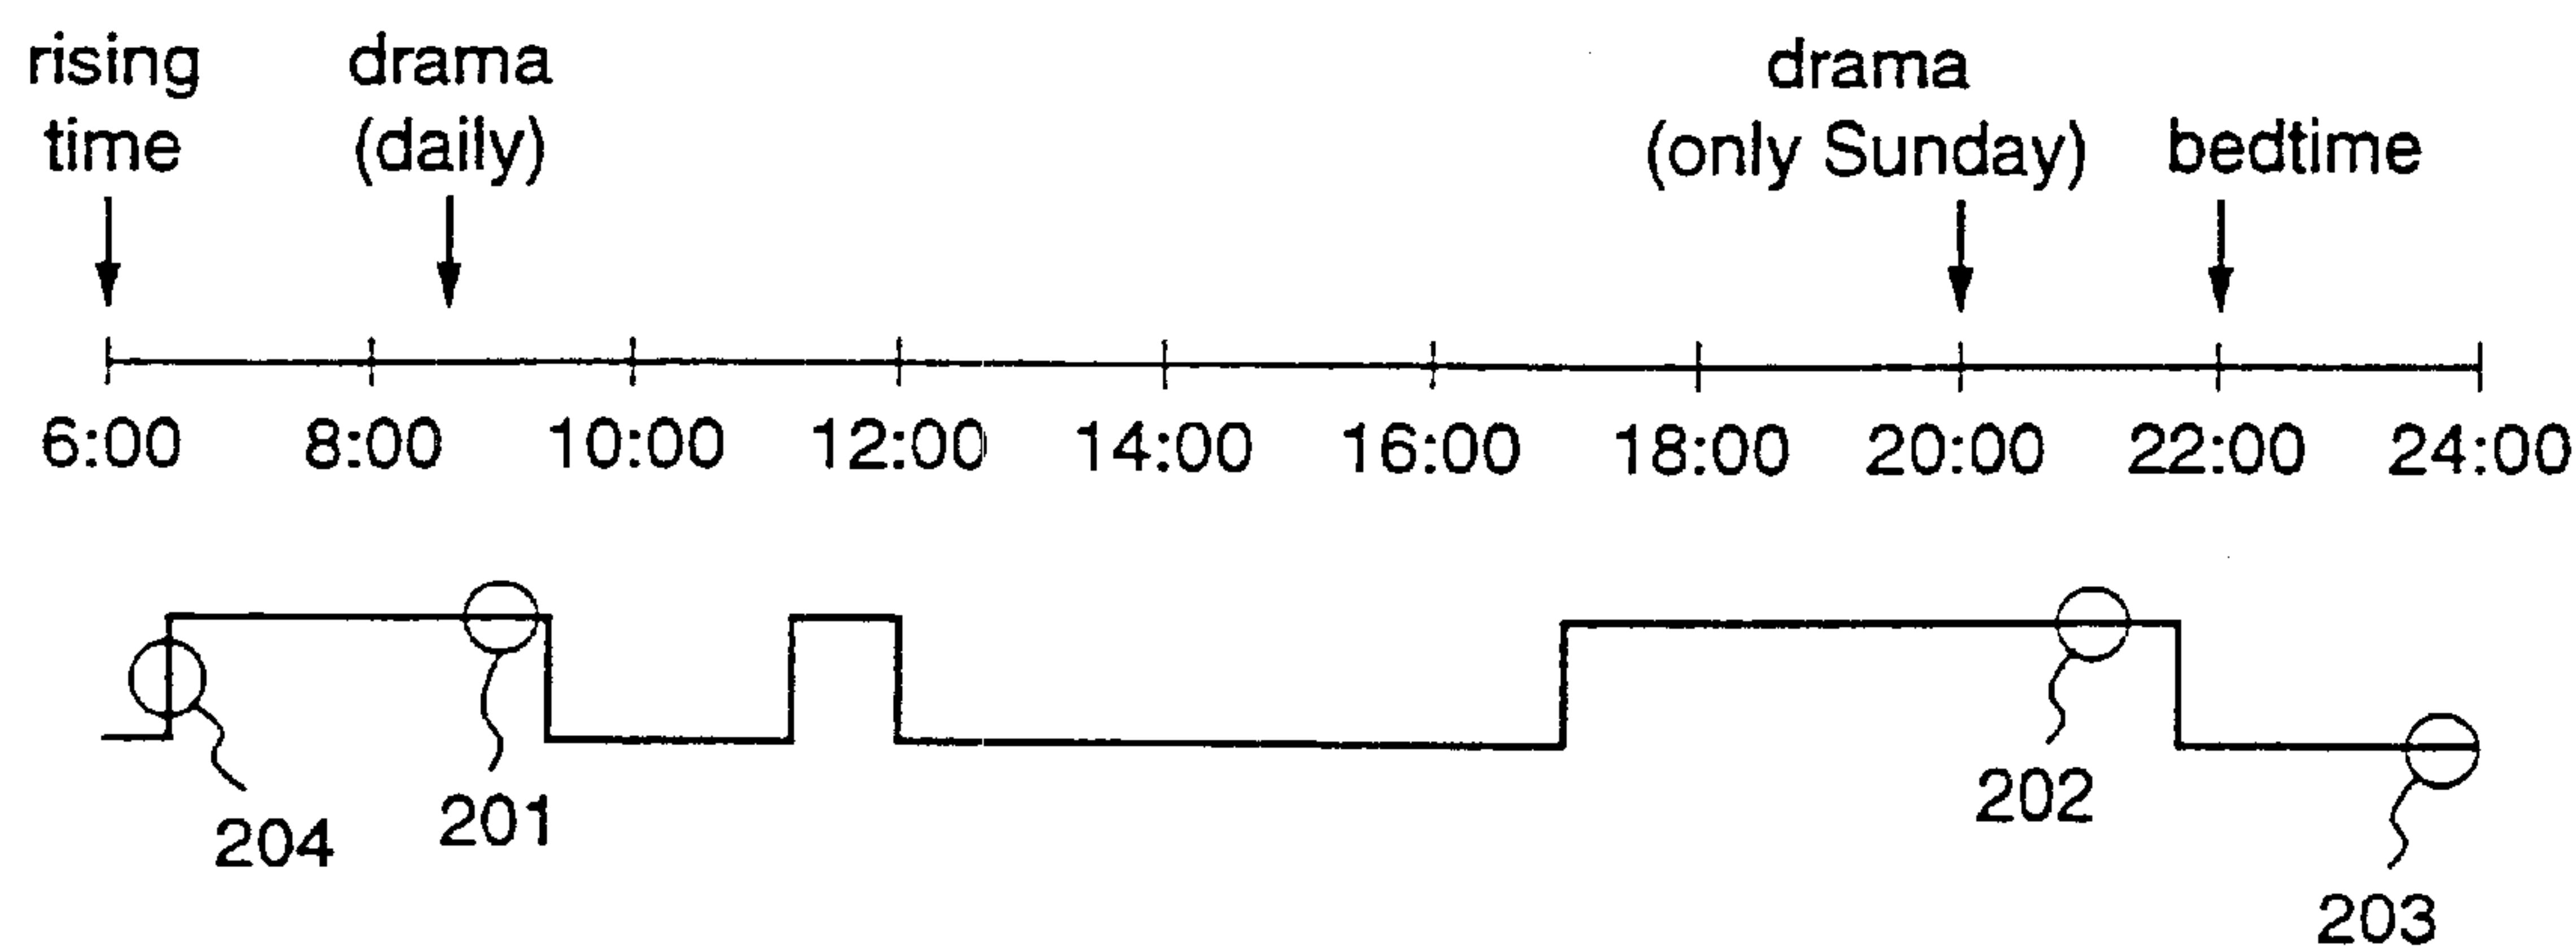 rising
time
drama
(daily)
drama
(only Sunday)
bedtime
6:00 8:00 10:00 12:00 14:00 16:00 18:00 20:00 22:00 24:00
204
201
202
203